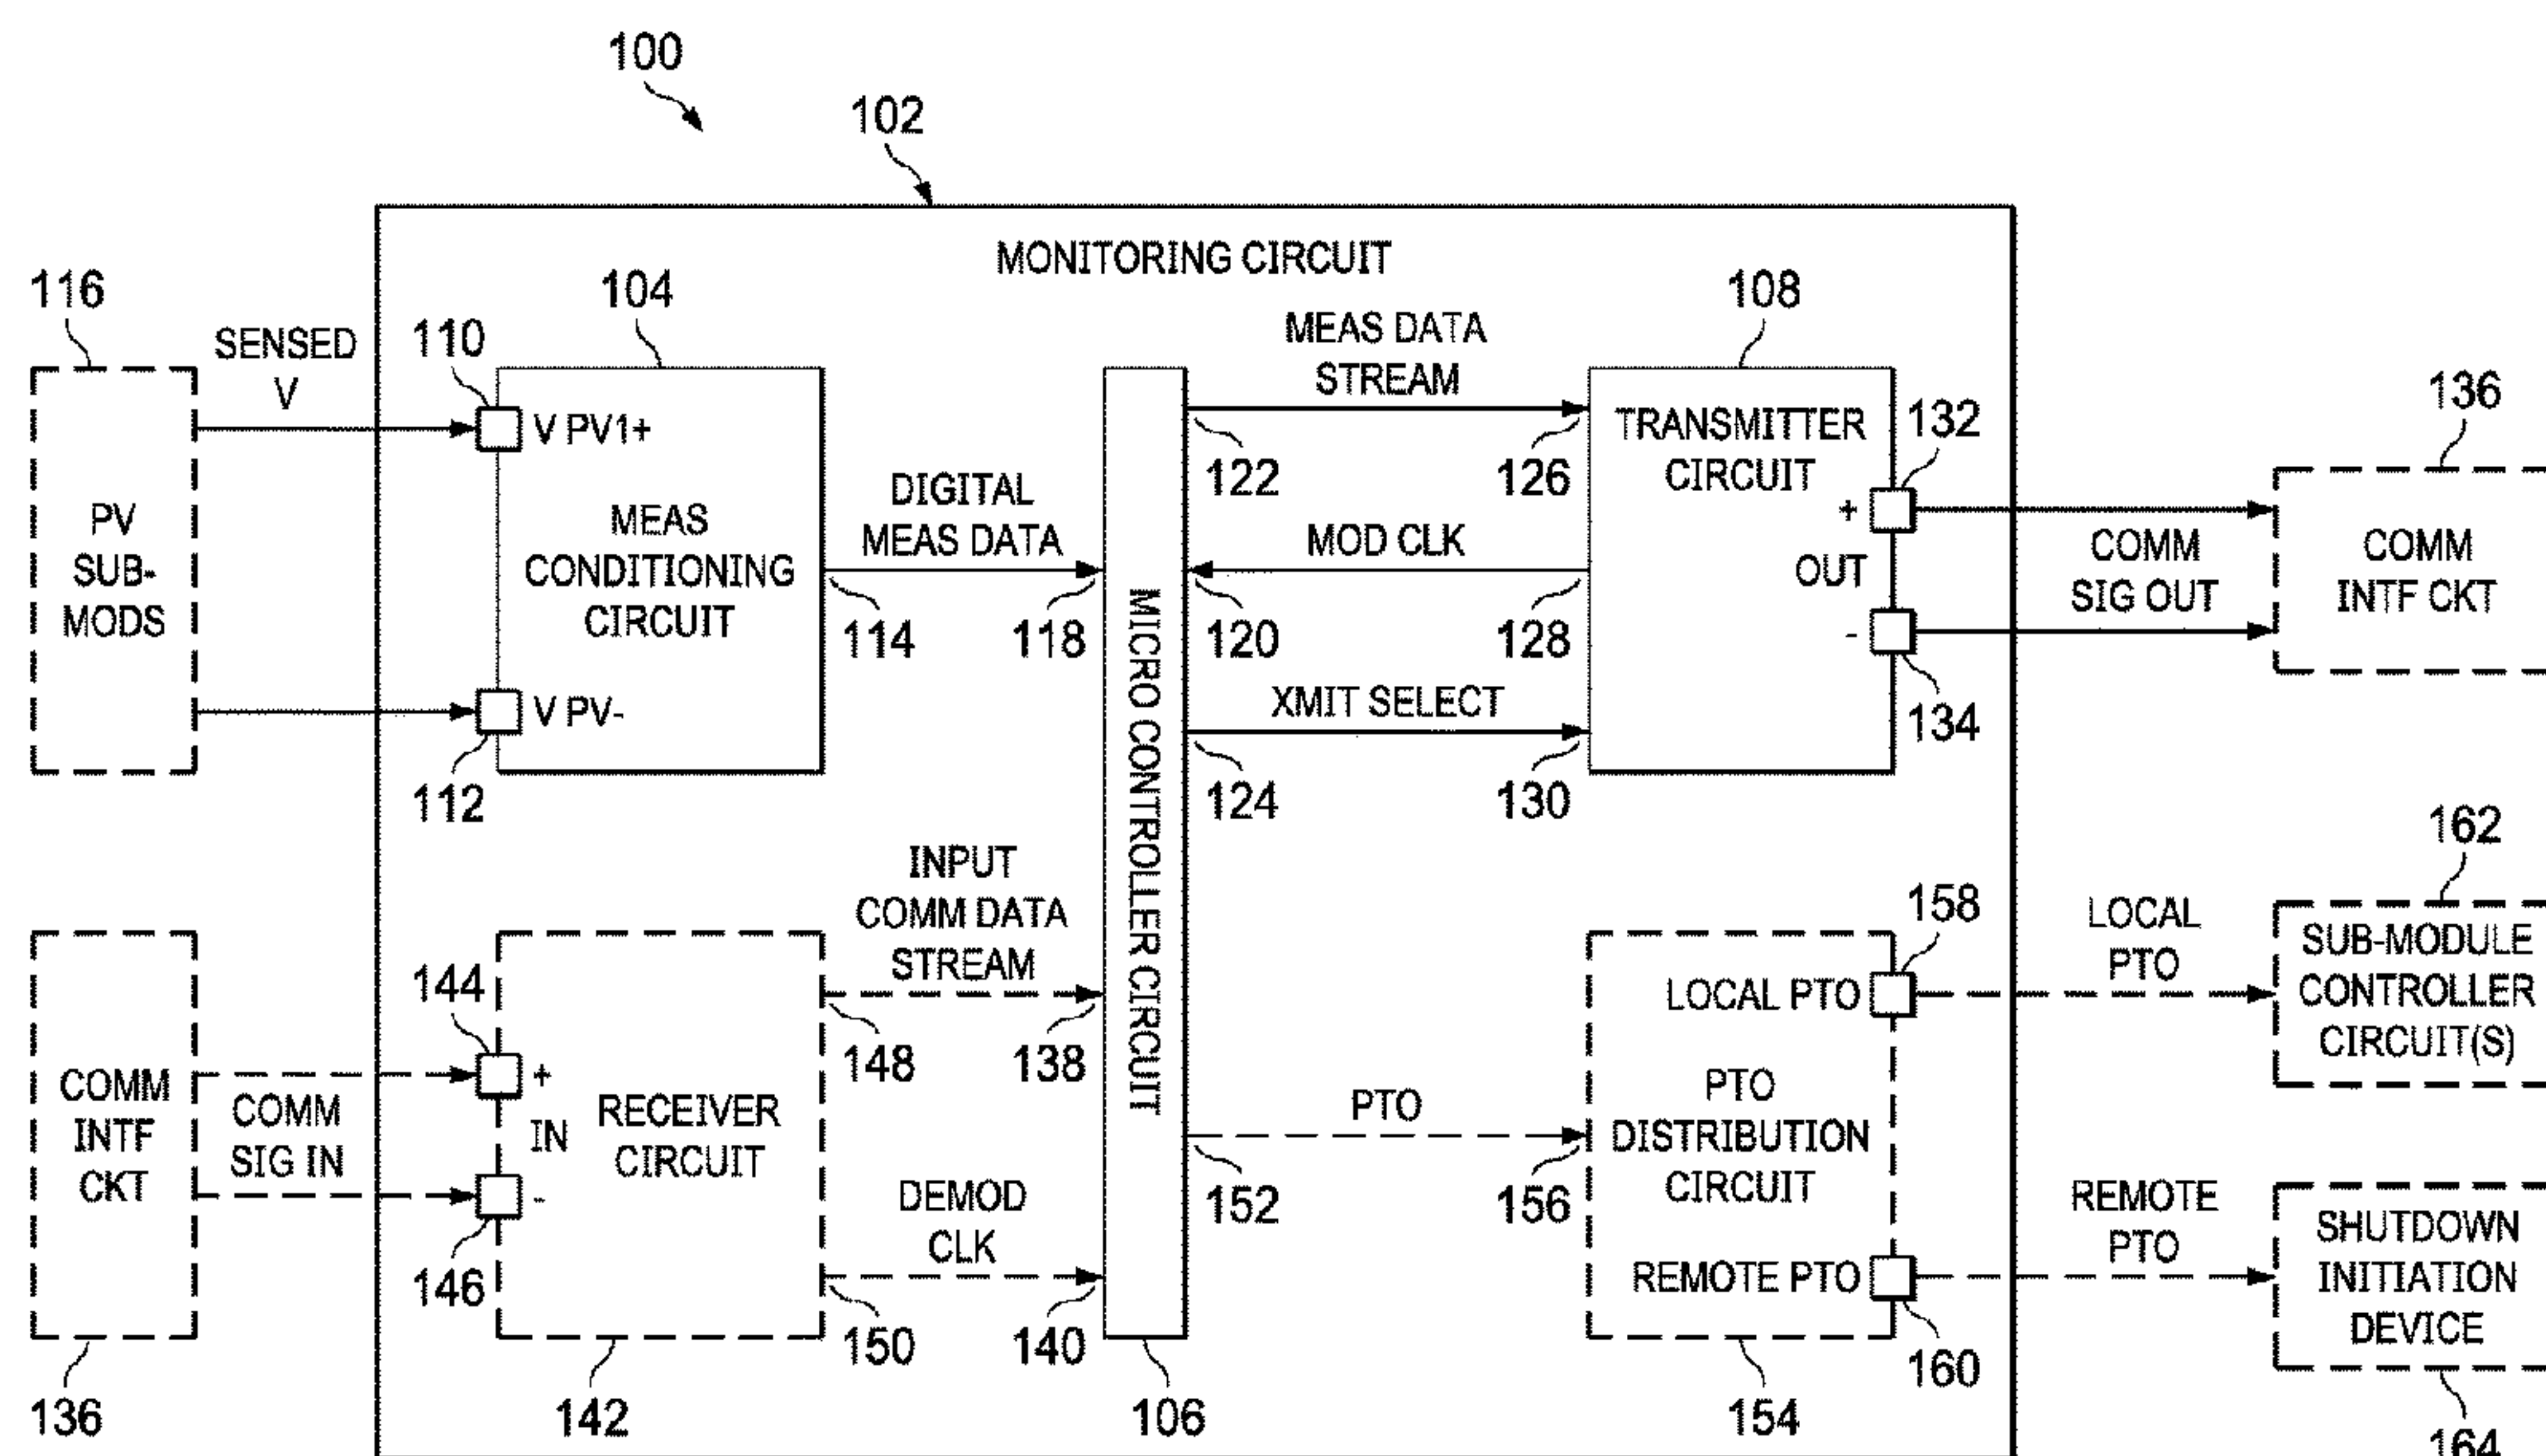 100
102
MONITORING CIRCUIT
116
SENSED
V
110
104
V PV1+
PV
SUB-
MODS
MEAS
CONDITIONING
CIRCUIT
V PV-
112
DIGITAL
MEAS DATA
114
118
MICRO CONTROLLER CIRCUIT
MEAS DATA
STREAM
122
126
MOD CLK
120
128
XMIT SELECT
124
130
108
TRANSMITTER
CIRCUIT
132
+
OUT
-
134
COMM
SIG OUT
136
COMM
INTF CKT
COMM
INTF
CKT
136
COMM
SIG IN
144
+
IN
-
146
RECEIVER
CIRCUIT
142
INPUT
COMM DATA
STREAM
148
138
DEMOD
CLK
150
140
106
PTO
152
156
158
LOCAL PTO
PTO
DISTRIBUTION
CIRCUIT
REMOTE PTO
160
154
LOCAL
PTO
162
SUB-MODULE
CONTROLLER
CIRCUIT(S)
REMOTE
PTO
SHUTDOWN
INITIATION
DEVICE
164